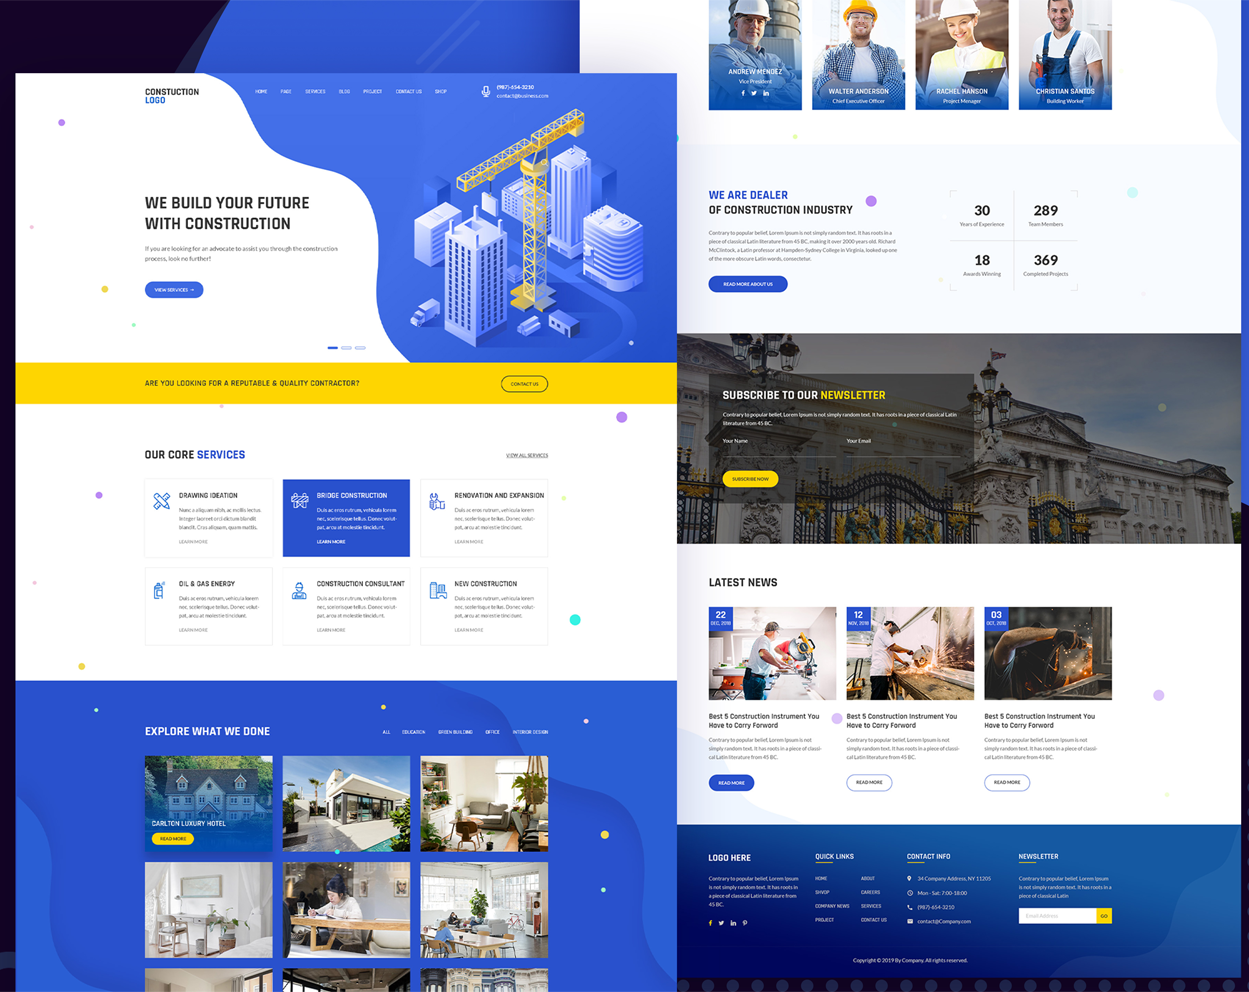 CONSTUCTION
LOGO
HOME PAGE SERVICES BLOG PROJECT CONTACT US SHOP
(987)-654-3210
contact@business.com
WE BUILD YOUR FUTURE
WITH CONSTRUCTION
If you are looking for an advocate to assist you through the construction
process, look no further!
VIEW SERVICES →
ARE YOU LOOKING FOR A REPUTABLE & QUALITY CONTRACTOR?
CONTACT US
OUR CORE SERVICES
VIEW ALL SERVICES
DRAWING IDEATION
Nunc a aliquam nibh, ac mollis lectus.
Integer laoreet orci dictum blandit
blandit. Cras aliquam, quam mattis.
LEARN MORE
BRIDGE CONSTRUCTION
Duis ac eros rutrum, vehicula lorem
nec, scelerisque tellus. Donec volut-
pat, arcu at molestie tincidunt.
LEARN MORE
RENOVATION AND EXPANSION
Duis ac eros rutrum, vehicula lorem
nec, scelerisque tellus. Donec volut-
pat, arcu at molestie tincidunt.
LEARN MORE
OIL & GAS ENERGY
Duis ac eros rutrum, vehicula lorem
nec, scelerisque tellus. Donec volut-
pat, arcu at molestie tincidunt.
LEARN MORE
CONSTRUCTION CONSULTANT
Duis ac eros rutrum, vehicula lorem
nec, scelerisque tellus. Donec volut-
pat, arcu at molestie tincidunt.
LEARN MORE
NEW CONSTRUCTION
Duis ac eros rutrum, vehicula lorem
nec, scelerisque tellus. Donec volut-
pat, arcu at molestie tincidunt.
LEARN MORE
EXPLORE WHAT WE DONE
ALL EDUCATION GREEN BUILDING OFFICE INTERIOR DESIGN
CARLTON LUXURY HOTEL
READ MORE
ANDREW MENDEZ
Vice President
WALTER ANDERSON
Chief Executive Officer
RACHEL HANSON
Project Menager
CHRISTIAN SANTOS
Building Worker
WE ARE DEALER
OF CONSTRUCTION INDUSTRY
Contrary to popular belief, Lorem Ipsum is not simply random text. It has roots in a
piece of classical Latin literature from 45 BC, making it over 2000 years old. Richard
McClintock, a Latin professor at Hampden-Sydney College in Virginia, looked up one
of the more obscure Latin words, consectetur.
READ MORE ABOUT US
30
Years of Experience
289
Team Members
18
Awards Winning
369
Completed Projects
SUBSCRIBE TO OUR NEWSLETTER
Contrary to popular belief, Lorem Ipsum is not simply random text. It has roots in a piece of classical Latin
literature from 45 BC.
Your Name Your Email
SUBSCRIBE NOW
LATEST NEWS
22
DEC, 2018
Best 5 Construction Instrument You
Have to Carry Forward
Contrary to popular belief, Lorem Ipsum is not
simply random text. It has roots in a piece of classi-
cal Latin literature from 45 BC.
READ MORE
12
NOV, 2018
Best 5 Construction Instrument You
Have to Carry Forward
Contrary to popular belief, Lorem Ipsum is not
simply random text. It has roots in a piece of classi-
cal Latin literature from 45 BC.
READ MORE
03
OCT, 2018
Best 5 Construction Instrument You
Have to Carry Forward
Contrary to popular belief, Lorem Ipsum is not
simply random text. It has roots in a piece of classi-
cal Latin literature from 45 BC.
READ MORE
LOGO HERE
Contrary to popular belief, Lorem Ipsum
is not simply random text. It has roots in
a piece of classical Latin literature from
45 BC.
QUICK LINKS
HOME ABOUT
SHVOP CAREERS
COMPANY NEWS SERVICES
PROJECT CONTACT US
CONTACT INFO
34 Company Address, NY 11205
Mon - Sat: 7:00-18:00
(987)-654-3210
contact@Company.com
NEWSLETTER
Contrary to popular belief, Lorem Ipsum
is not simply random text. It has roots in a
piece of classical Latin
Email Address GO
Copyright © 2019 By Company. All rights reserved.